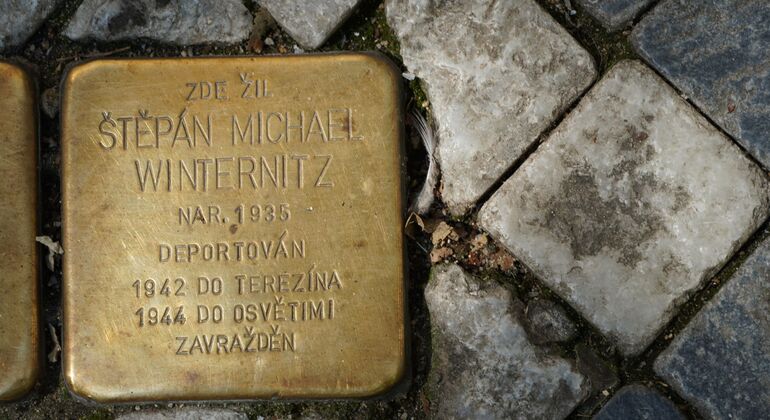 ZDE ŽIL
ŠTĚPÁN MICHAEL
WINTERNITZ
NAR. 1935
DEPORTOVÁN
1942 DO TEREZÍNA
1944 DO OSVĚTIMI
ZAVRAŽDĚN